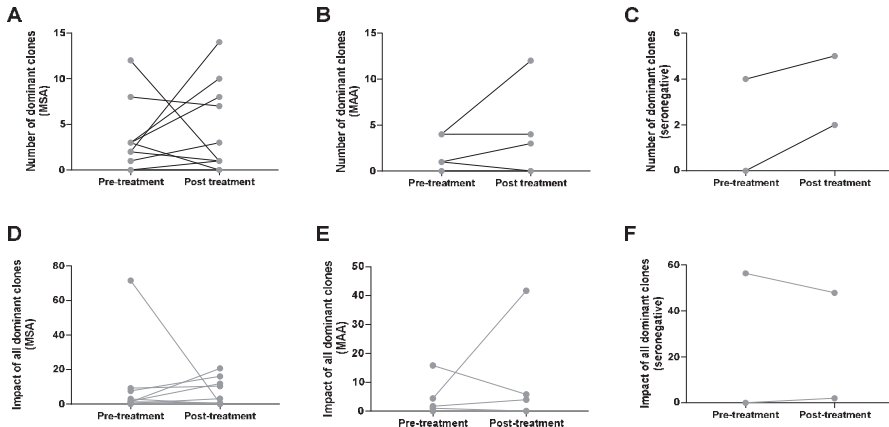 A
Number of dominant clones
(MSA)
15
10
5
0
Pre-treatment
Post treatment
B
Number of dominant clones
(MAA)
15
10
5
0
Pre-treatment
Post treatment
C
Number of dominant clones
(seronegative)
6
4
2
0
Pre-treatment
Post treatment
D
Impact of all dominant clones
(MSA)
80
60
40
20
0
Pre-treatment
Post-treatment
E
Impact of all dominant clones
(MAA)
50
40
30
20
10
0
Pre-treatment
Post-treatment
F
Impact of all dominant clones
(seronegative)
60
40
20
0
Pre-treatment
Post-treatment